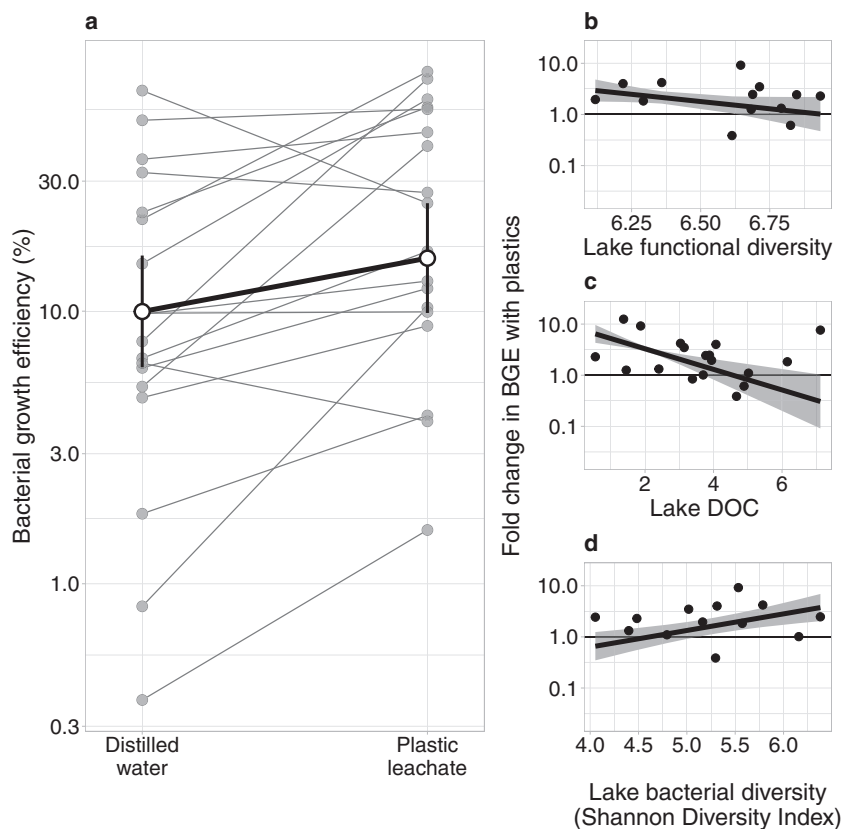 a
Bacterial growth efficiency (%)
30.0
10.0
3.0
1.0
0.3
Distilled
water
Plastic
leachate
Fold change in BGE with plastics
b
10.0
1.0
0.1
6.25 6.50 6.75
Lake functional diversity
c
10.0
1.0
0.1
2 4 6
Lake DOC
d
10.0
1.0
0.1
4.0 4.5 5.0 5.5 6.0
Lake bacterial diversity
(Shannon Diversity Index)